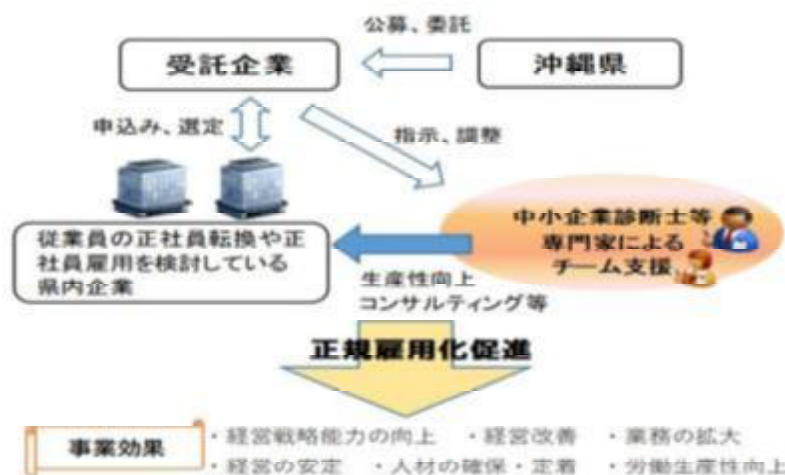 公募、委託
受託企業
沖縄県
申込み、選定
指示、調整
中小企業診断士等
専門家による
チーム支援
従業員の正社員転換や正
社員雇用を検討している
県内企業
生産性向上
コンサルティング等
正規雇用化促進
事業効果
・経営戦略能力の向上 ・経営改善 ・業務の拡大
・経営の安定 ・人材の確保・定着 ・労働生産性向上